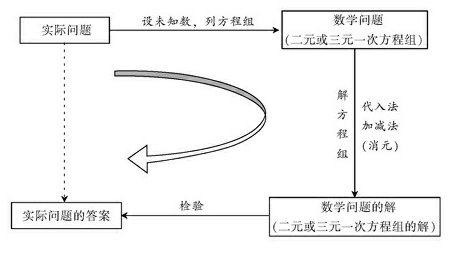 实际问题
设未知数，列方程组
数学问题
(二元或三元一次方程组)
解方程组
代入法
加减法
(消元)
实际问题的答案
检验
数学问题的解
(二元或三元一次方程组的解)